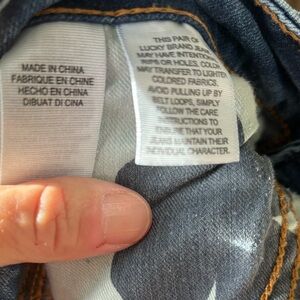 MADE IN CHINA
FABRIQUE EN CHINE
HECHO EN CHINA
DIBUAT DI CINA
THIS PAIR OF
LUCKY BRAND JEANS
MAY HAVE INTENTIONAL
RIPS OR HOLES. COLOR
MAY TRANSFER TO LIGHTER
COLORED FABRICS.
AVOID PULLING UP BY
BELT LOOPS, SIMPLY
FOLLOW THE CARE
INSTRUCTIONS TO
ENSURE THAT YOUR
JEANS MAINTAIN THEIR
INDIVIDUAL CHARACTER.